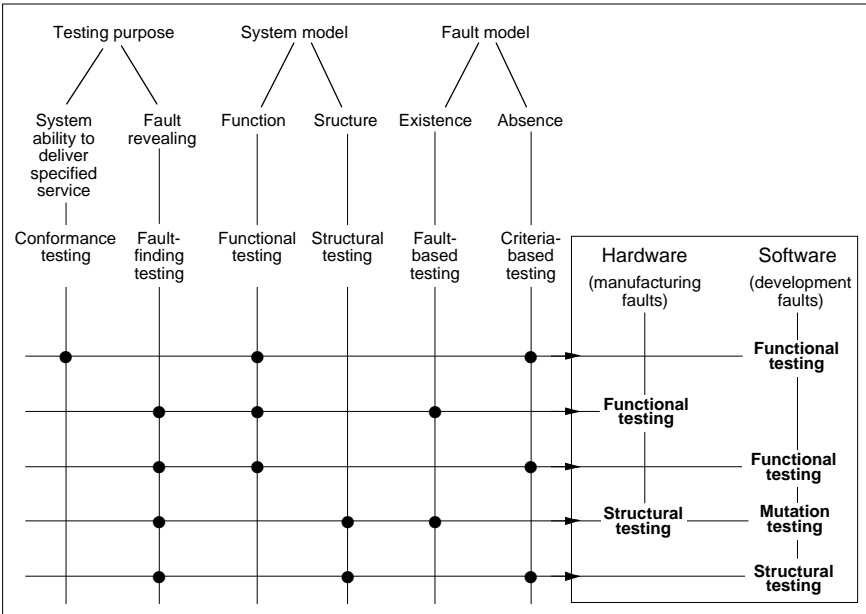 Testing purpose
System model
Fault model
System
ability to
deliver
specified
service
Fault
revealing
Function
Sructure
Existence
Absence
Conformance
testing
Fault-
finding
testing
Functional
testing
Structural
testing
Fault-
based
testing
Criteria-
based
testing
Hardware
(manufacturing
faults)
Software
(development
faults)
Functional
testing
Functional
testing
Functional
testing
Structural
testing
Mutation
testing
Structural
testing